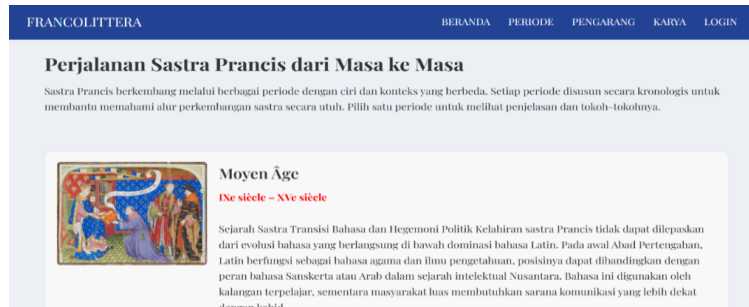 FRANCOLITTERA
BERANDA PERIODE PENGARANG KARYA LOGIN
Perjalanan Sastra Prancis dari Masa ke Masa
Sastra Prancis berkembang melalui berbagai periode dengan ciri dan konteks yang berbeda. Setiap periode disusun secara kronologis untuk
membantu memahami alur perkembangan sastra secara utuh. Pilih satu periode untuk melihat penjelasan dan tokoh-tokohnya.
Moyen Âge
IXe siècle – XVe siècle
Sejarah Sastra Transisi Bahasa dan Hegemoni Politik Kelahiran sastra Prancis tidak dapat dilepaskan
dari evolusi bahasa yang berlangsung di bawah dominasi bahasa Latin. Pada awal Abad Pertengahan,
Latin berfungsi sebagai bahasa agama dan ilmu pengetahuan, posisinya dapat dibandingkan dengan
peran bahasa Sanskerta atau Arab dalam sejarah intelektual Nusantara. Bahasa ini digunakan oleh
kalangan terpelajar, sementara masyarakat luas membutuhkan sarana komunikasi yang lebih dekat